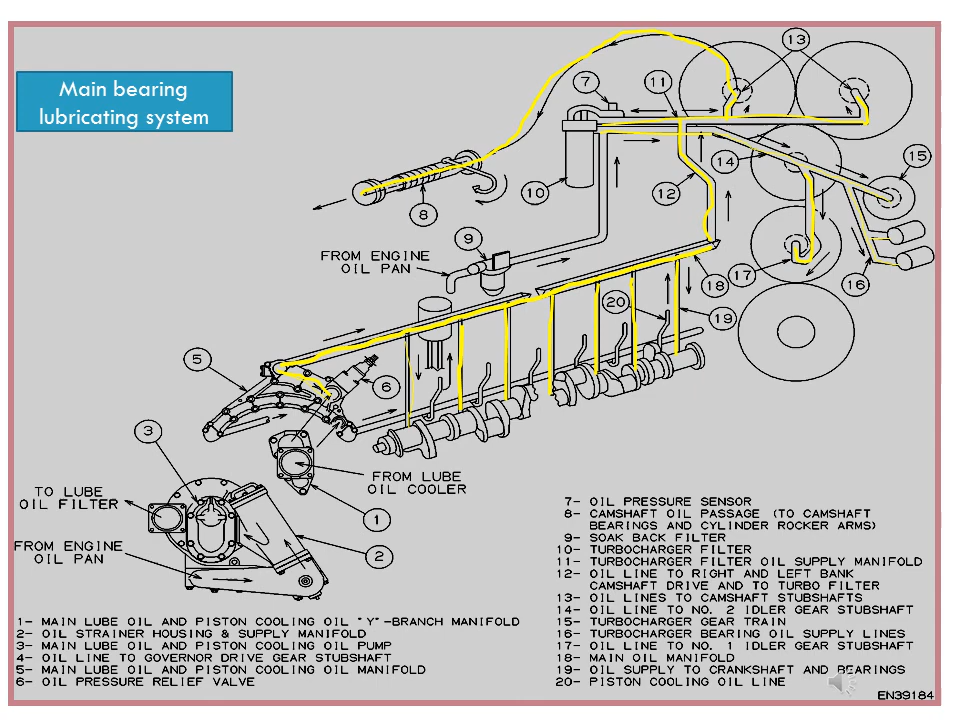 Main bearing
lubricating system
13
7
11
14
15
10
12
8
9
FROM ENGINE
OIL PAN
17
16
18
20
19
5
6
3
FROM LUBE
OIL COOLER
TO LUBE
OIL FILTER
1
FROM ENGINE
OIL PAN
2
1- MAIN LUBE OIL AND PISTON COOLING OIL "Y"-BRANCH MANIFOLD
2- OIL STRAINER HOUSING & SUPPLY MANIFOLD
3- MAIN LUBE OIL AND PISTON COOLING OIL PUMP
4- OIL LINE TO GOVERNOR DRIVE GEAR STUBSHAFT
5- MAIN LUBE OIL AND PISTON COOLING OIL MANIFOLD
6- OIL PRESSURE RELIEF VALVE
7- OIL PRESSURE SENSOR
8- CAMSHAFT OIL PASSAGE (TO CAMSHAFT
BEARINGS AND CYLINDER ROCKER ARMS)
9- SOAK BACK FILTER
10- TURBOCHARGER FILTER
11- TURBOCHARGER FILTER OIL SUPPLY MANIFOLD
12- OIL LINE TO RIGHT AND LEFT BANK
CAMSHAFT DRIVE AND TO TURBO FILTER
13- OIL LINES TO CAMSHAFT STUBSHAFTS
14- OIL LINE TO NO. 2 IDLER GEAR STUBSHAFT
15- TURBOCHARGER GEAR TRAIN
16- TURBOCHARGER BEARING OIL SUPPLY LINES
17- OIL LINE TO NO. 1 IDLER GEAR STUBSHAFT
18- MAIN OIL MANIFOLD
19- OIL SUPPLY TO CRANKSHAFT AND BEARINGS
20- PISTON COOLING OIL LINE
EN39184